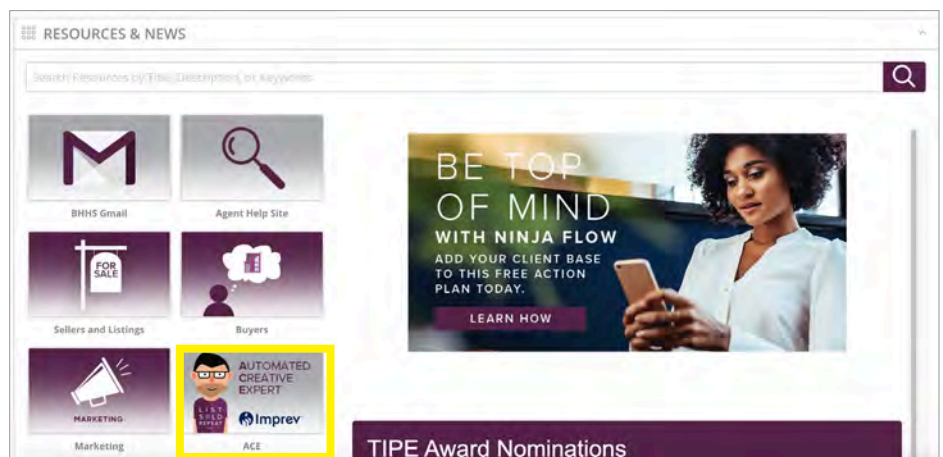 RESOURCES & NEWS
Search Resources by Title, Description, or Keywords
BHHS Gmail
Agent Help Site
FOR
SALE
Sellers and Listings
Buyers
MARKETING
Marketing
AUTOMATED
CREATIVE
EXPERT
LIST
SOLD
REPEAT
Imprev
ACE
BE TOP
OF MIND
WITH NINJA FLOW
ADD YOUR CLIENT BASE
TO THIS FREE ACTION
PLAN TODAY.
LEARN HOW
TIPE Award Nominations